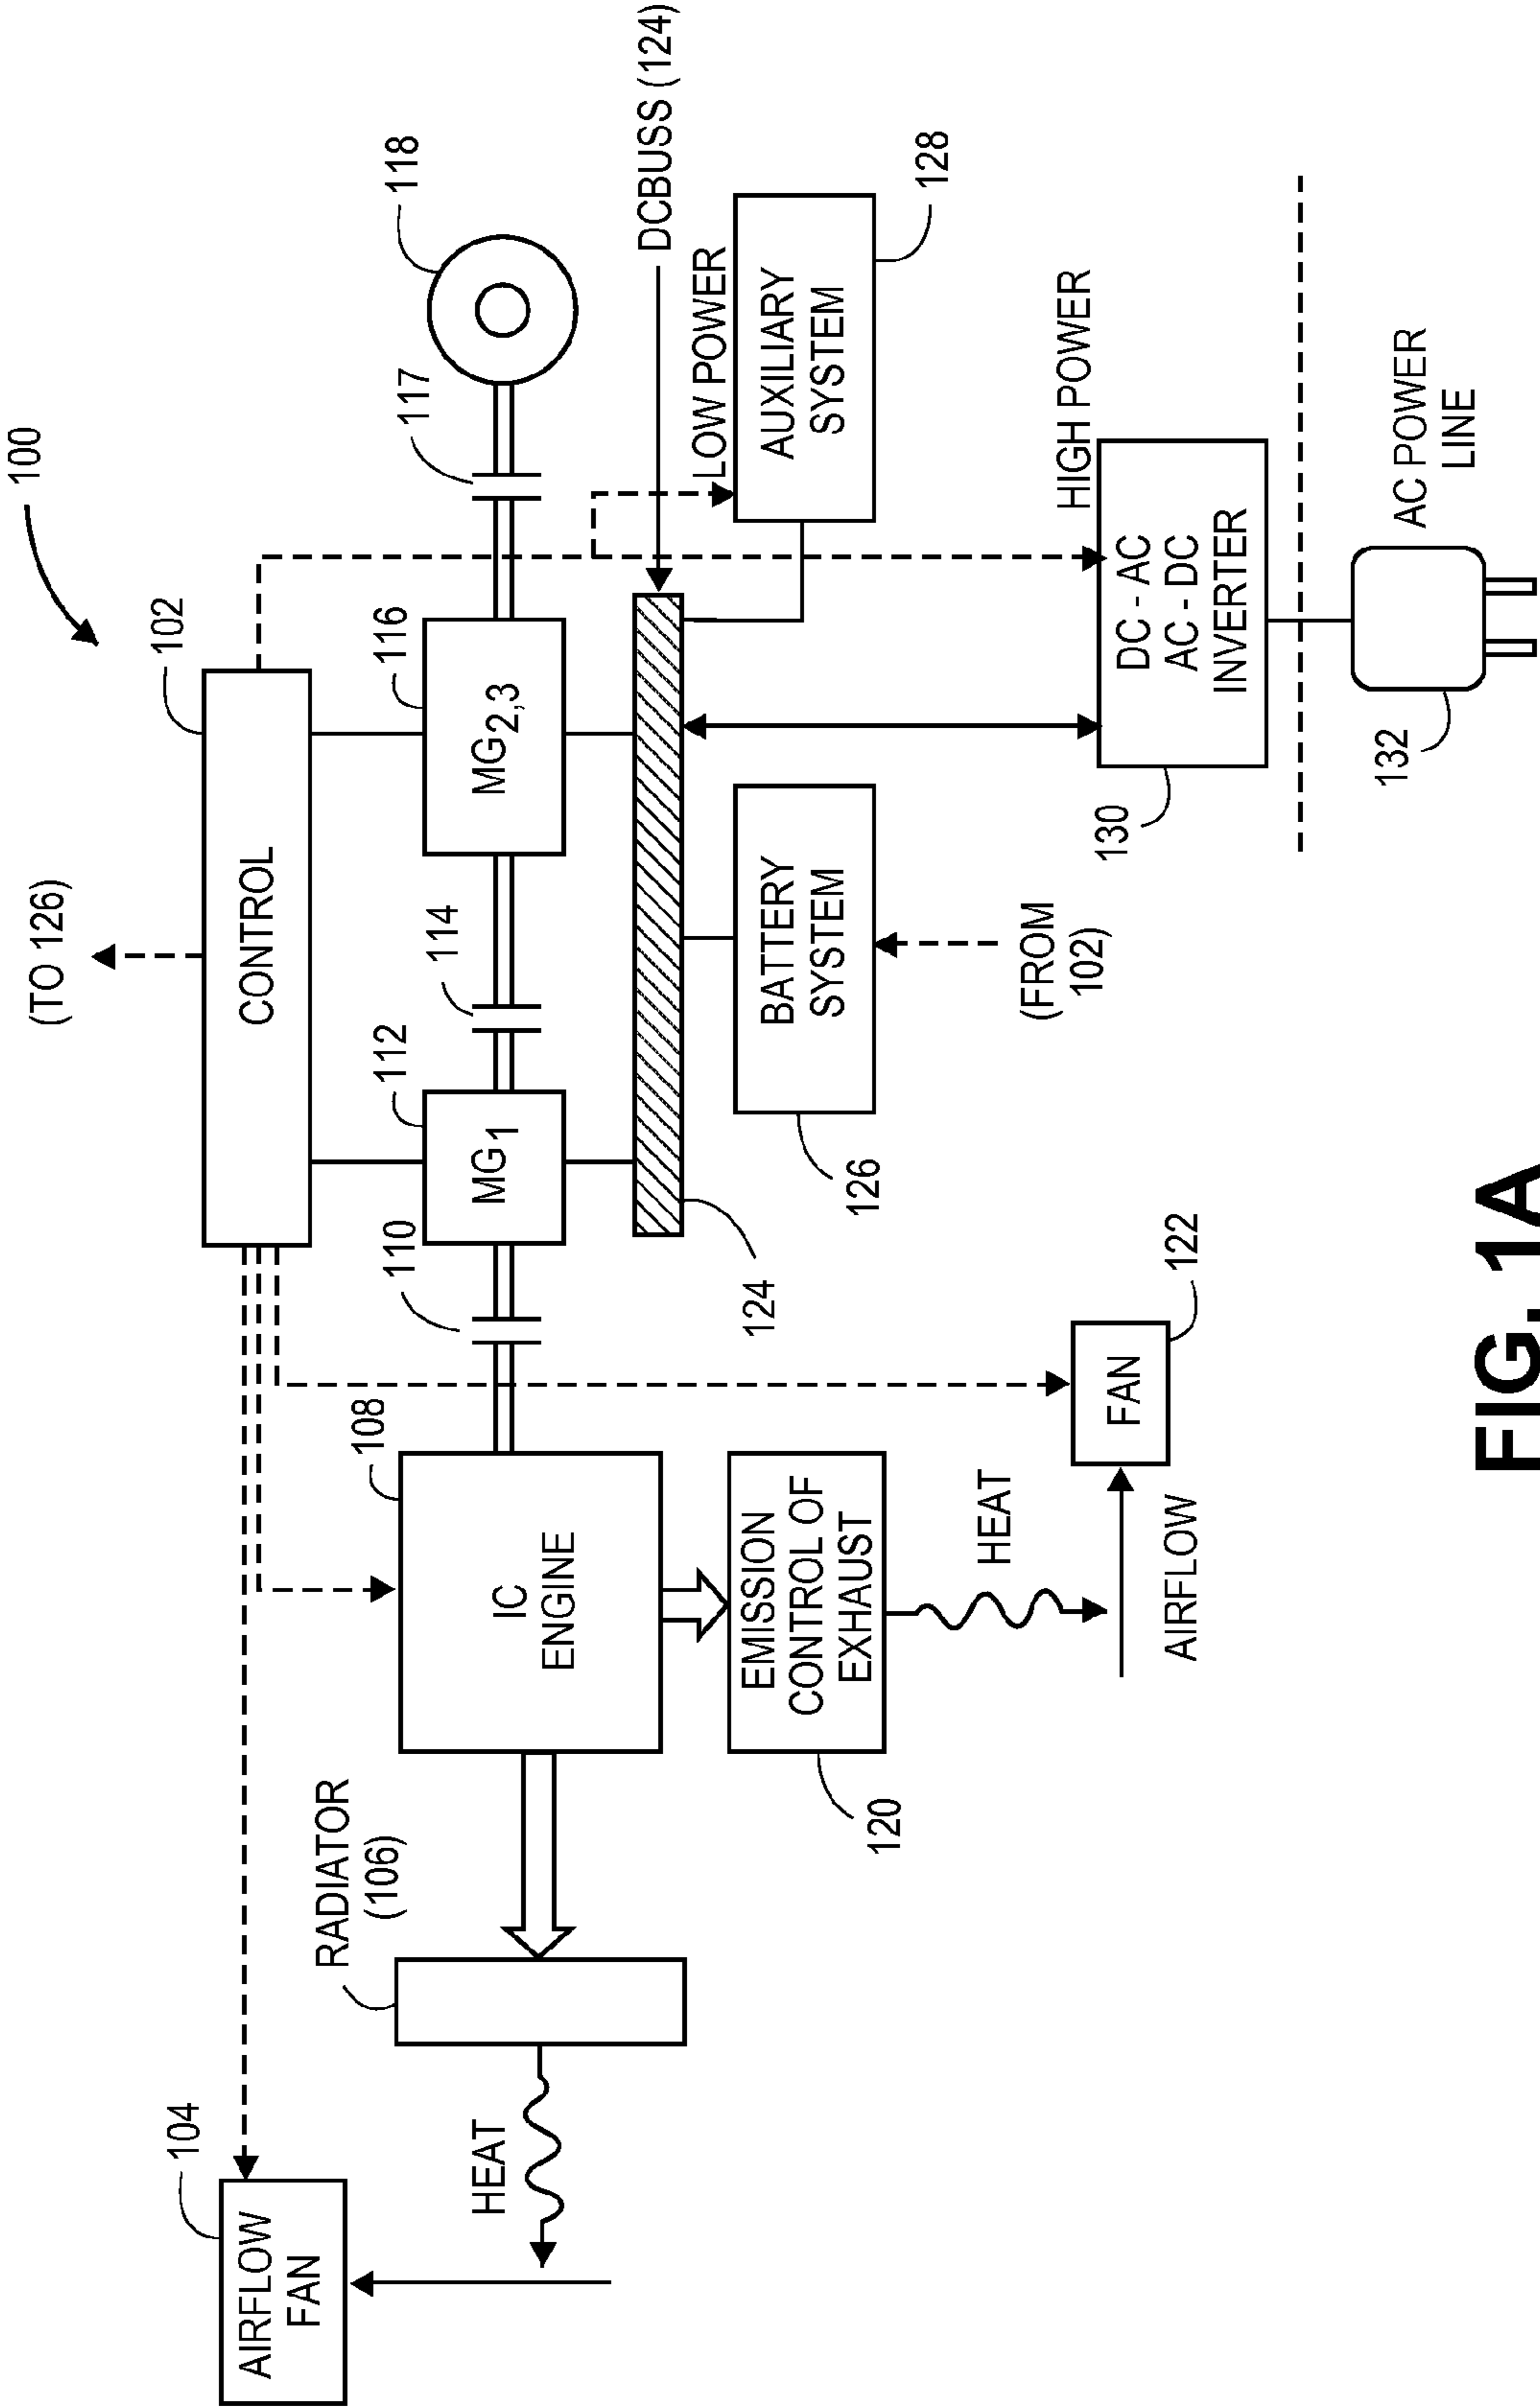 100
(TO 126)
102
CONTROL
104
AIRFLOW
FAN
RADIATOR
(106)
HEAT
108
IC
ENGINE
110
112
MG1
114
116
MG2,3
117
118
DCBUSS (124)
124
LOW POWER
AUXILIARY
SYSTEM
128
BATTERY
SYSTEM
126
(FROM
102)
EMISSION
CONTROL OF
EXHAUST
120
HEAT
AIRFLOW
FAN
122
HIGH POWER
DC - AC
AC - DC
INVERTER
130
AC POWER
LINE
132
FIG. 1A